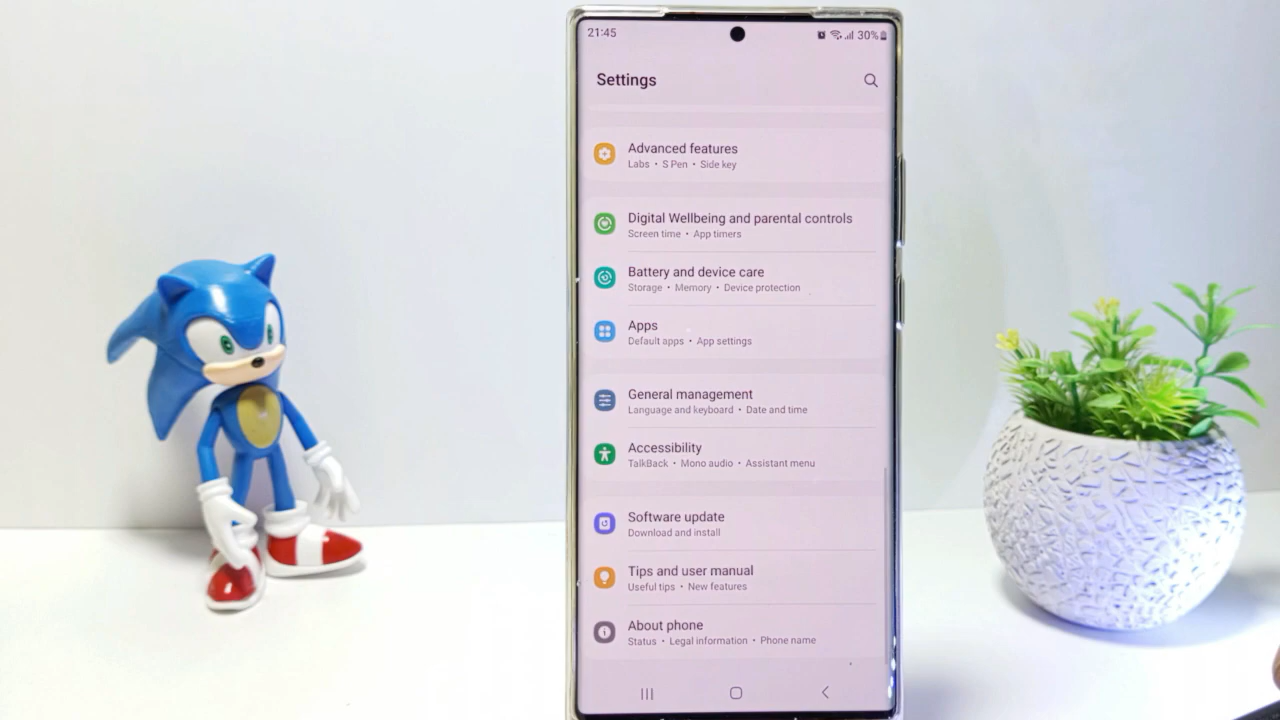 21:45
30%
Settings
Advanced features
Labs • S Pen • Side key
Digital Wellbeing and parental controls
Screen time • App timers
Battery and device care
Storage • Memory • Device protection
Apps
Default apps • App settings
General management
Language and keyboard • Date and time
Accessibility
TalkBack • Mono audio • Assistant menu
Software update
Download and install
Tips and user manual
Useful tips • New features
About phone
Status • Legal information • Phone name